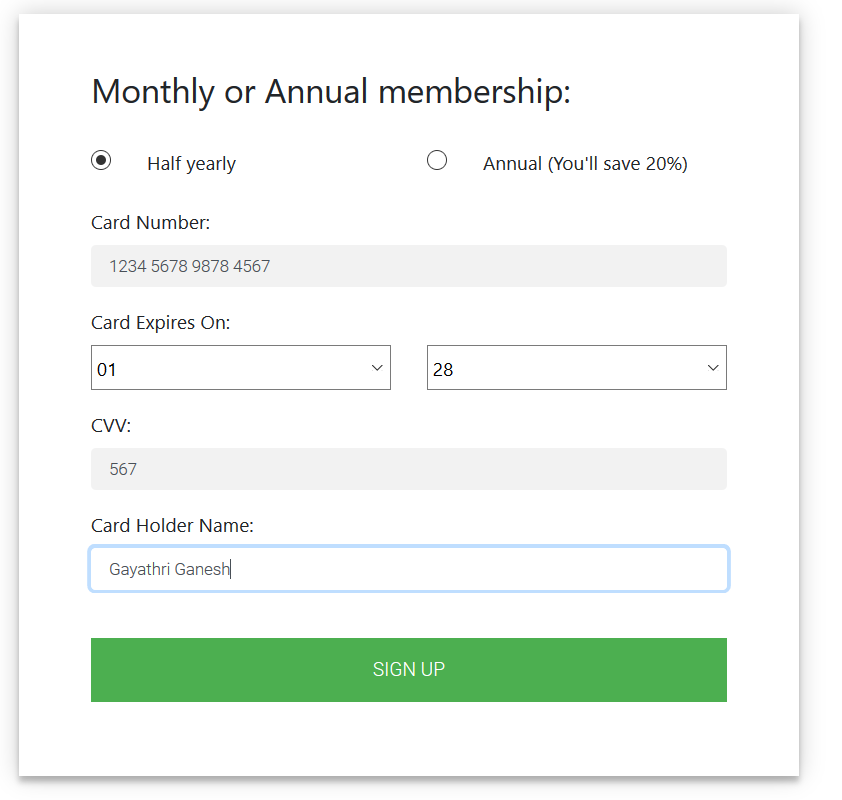 Monthly or Annual membership:
Half yearly Annual (You'll save 20%)
Card Number:
1234 5678 9878 4567
Card Expires On:
01 28
CVV:
567
Card Holder Name:
Gayathri Ganesh
SIGN UP